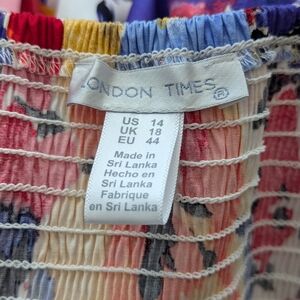 LONDON TIMES®
US 14
UK 18
EU 44
Made in
Sri Lanka
Hecho en
Sri Lanka
Fabrique
en Sri Lanka